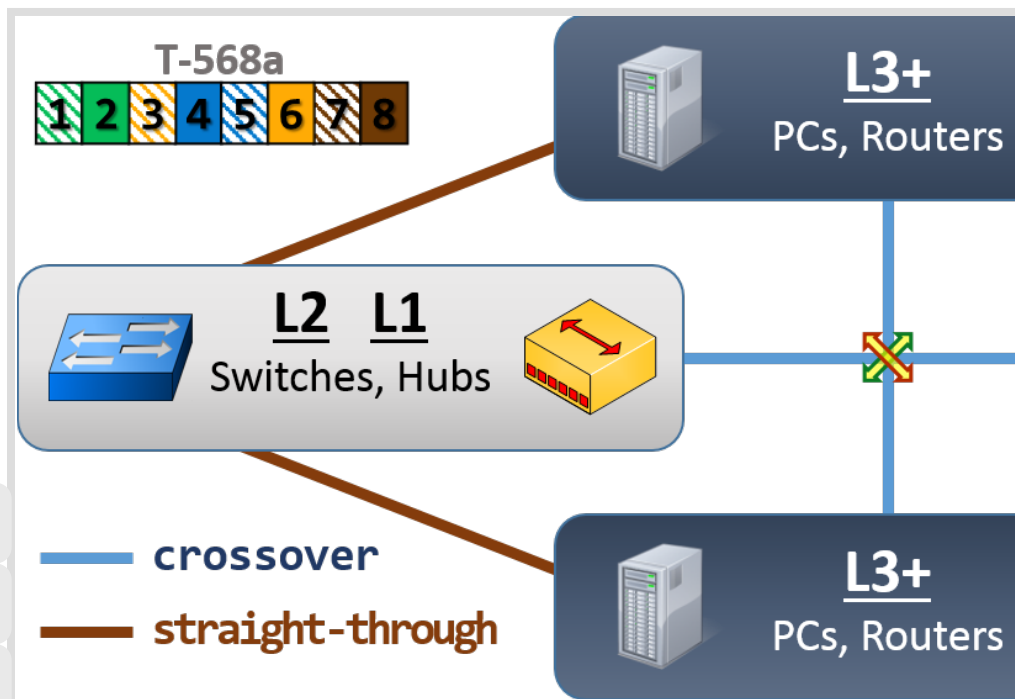 T-568a
1 2 3 4 5 6 7 8
L3+
PCs, Routers
L2 L1
Switches, Hubs
crossover
straight-through
L3+
PCs, Routers